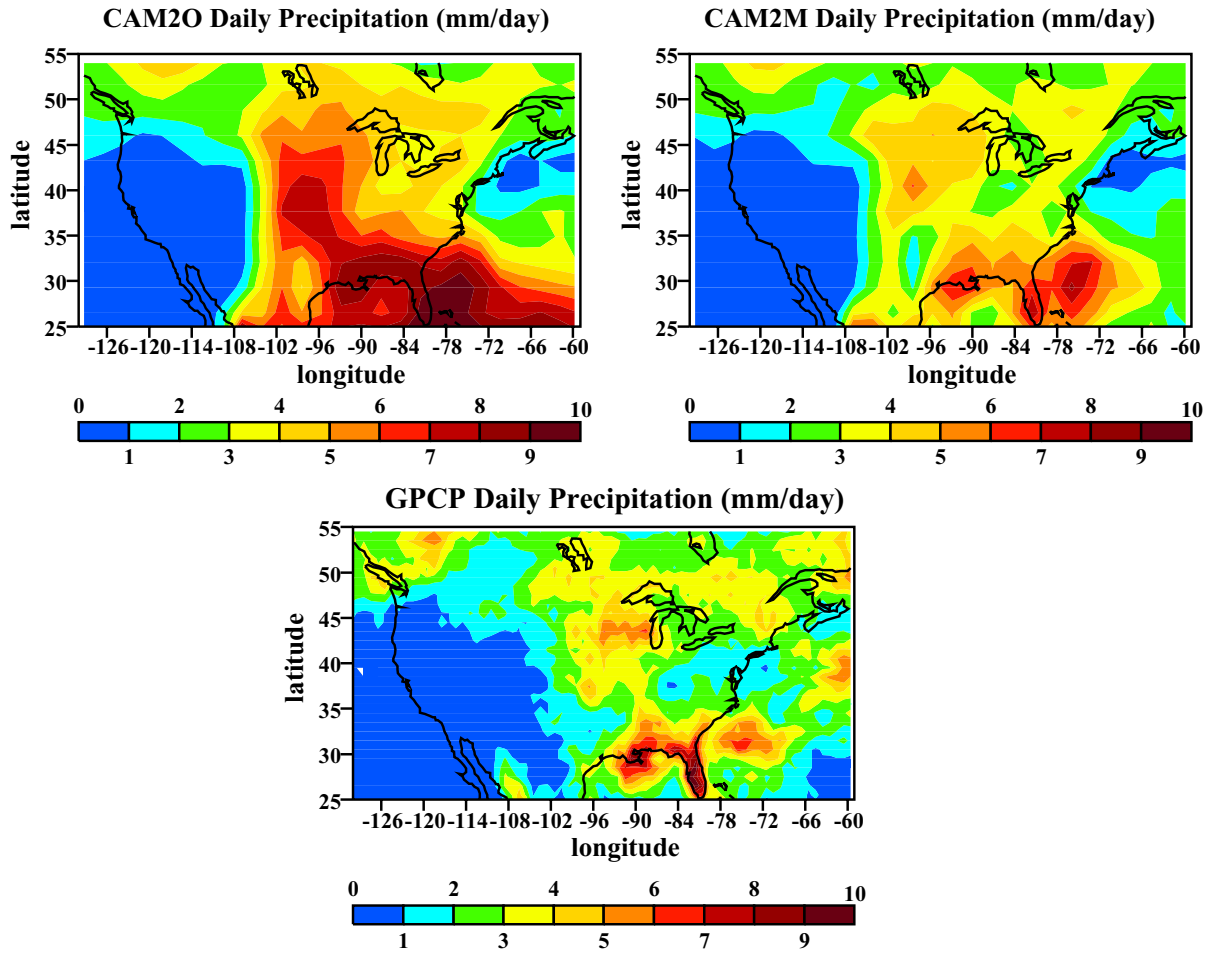 CAM2O Daily Precipitation (mm/day)
55
50
45
40
35
30
25
latitude
-126 -120 -114 -108 -102 -96 -90 -84 -78 -72 -66 -60
longitude
0 2 4 6 8 10
1 3 5 7 9
CAM2M Daily Precipitation (mm/day)
55
50
45
40
35
30
25
latitude
-126 -120 -114 -108 -102 -96 -90 -84 -78 -72 -66 -60
longitude
0 2 4 6 8 10
1 3 5 7 9
GPCP Daily Precipitation (mm/day)
55
50
45
40
35
30
25
latitude
-126 -120 -114 -108 -102 -96 -90 -84 -78 -72 -66 -60
longitude
0 2 4 6 8 10
1 3 5 7 9